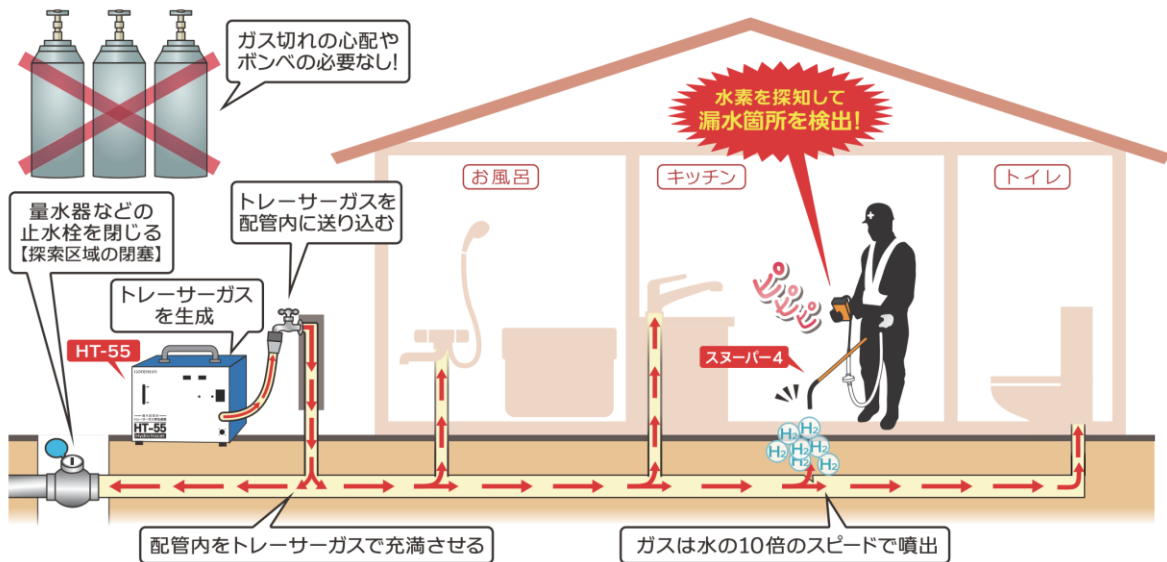 ガス切れの心配や
ボンベの必要なし!
水素を探知して
漏水箇所を検出!
お風呂
キッチン
トイレ
量水器などの
止水栓を閉じる
【探索区域の閉塞】
トレーサーガスを
配管内に送り込む
トレーサーガス
を生成
HT-55
HT-55
ピピピ
スヌーパー4
H2
H2
H2
H2
H2
H2
H2
配管内をトレーサーガスで充満させる
ガスは水の10倍のスピードで噴出